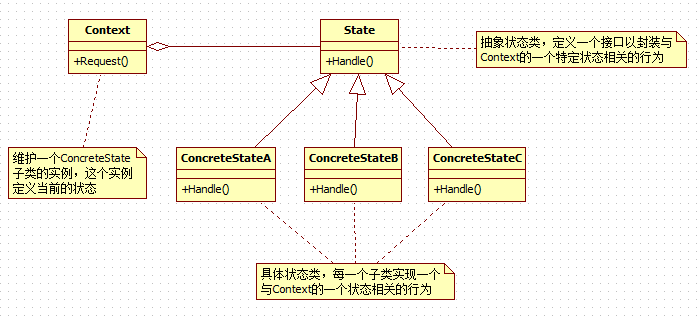 Context
+Request()
State
+Handle()
抽象状态类，定义一个接口以封装与
Context的一个特定状态相关的行为
维护一个ConcreteState
子类的实例，这个实例
定义当前的状态
ConcreteStateA
+Handle()
ConcreteStateB
+Handle()
ConcreteStateC
+Handle()
具体状态类，每一个子类实现一个
与Context的一个状态相关的行为